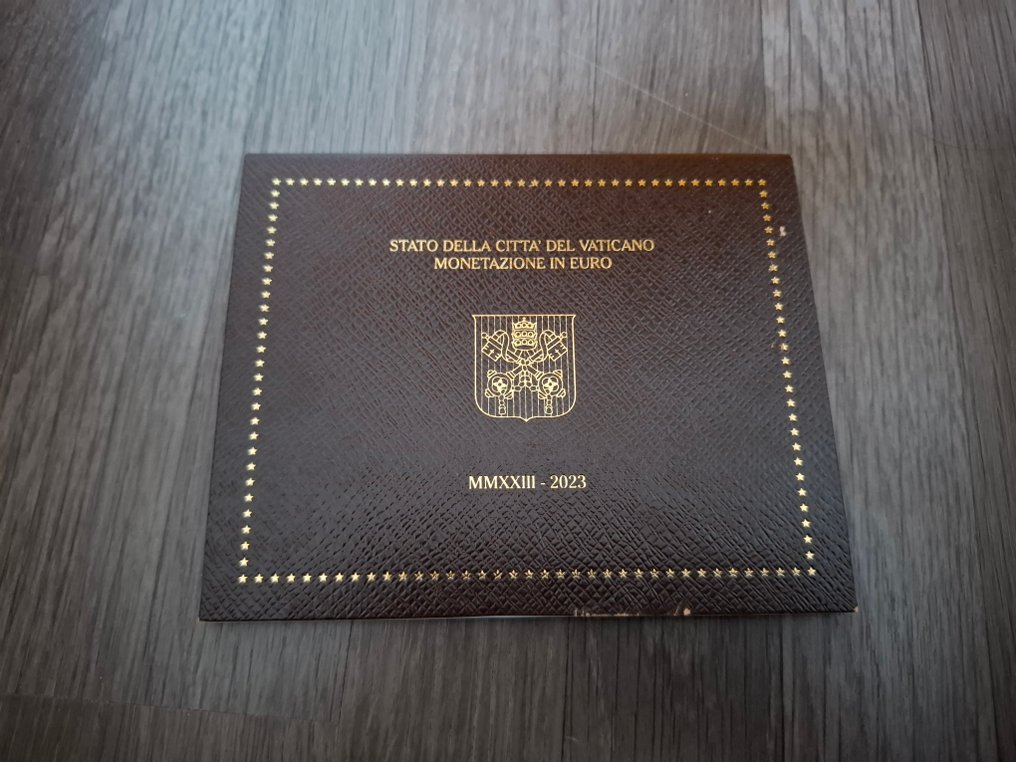 STATO DELLA CITTA' DEL VATICANO
MONETAZIONE IN EURO
MMXXIII - 2023